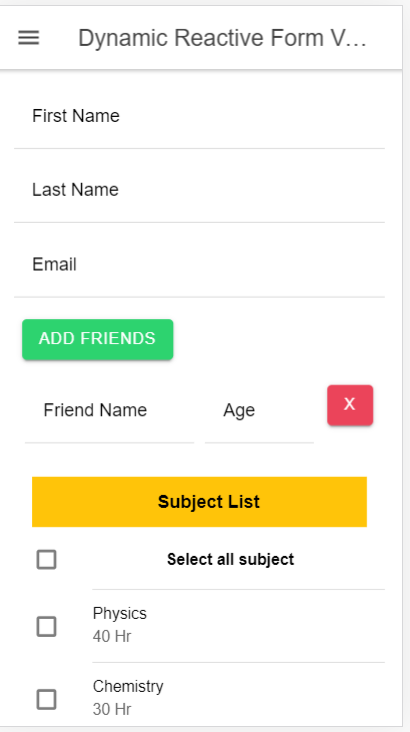 Dynamic Reactive Form V...
First Name
Last Name
Email
ADD FRIENDS
Friend Name Age X
Subject List
Select all subject
Physics
40 Hr
Chemistry
30 Hr